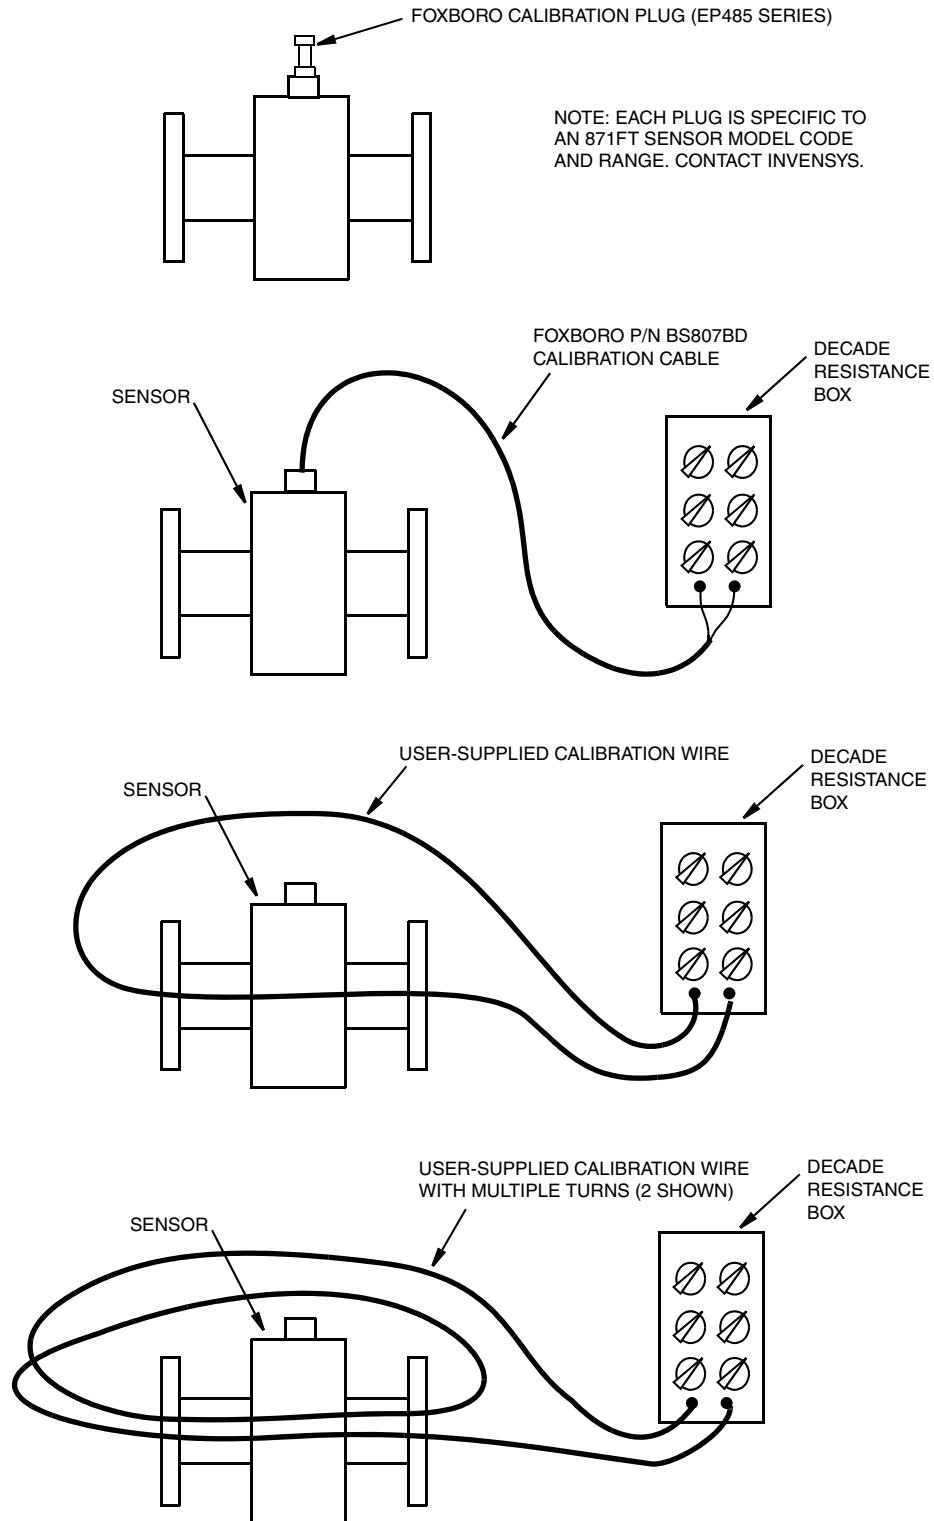 FOXBORO CALIBRATION PLUG (EP485 SERIES)
NOTE: EACH PLUG IS SPECIFIC TO
AN 871FT SENSOR MODEL CODE
AND RANGE. CONTACT INVENSYS.
FOXBORO P/N BS807BD
CALIBRATION CABLE
DECADE
RESISTANCE
BOX
SENSOR
USER-SUPPLIED CALIBRATION WIRE
DECADE
RESISTANCE
BOX
SENSOR
USER-SUPPLIED CALIBRATION WIRE
WITH MULTIPLE TURNS (2 SHOWN)
DECADE
RESISTANCE
BOX
SENSOR